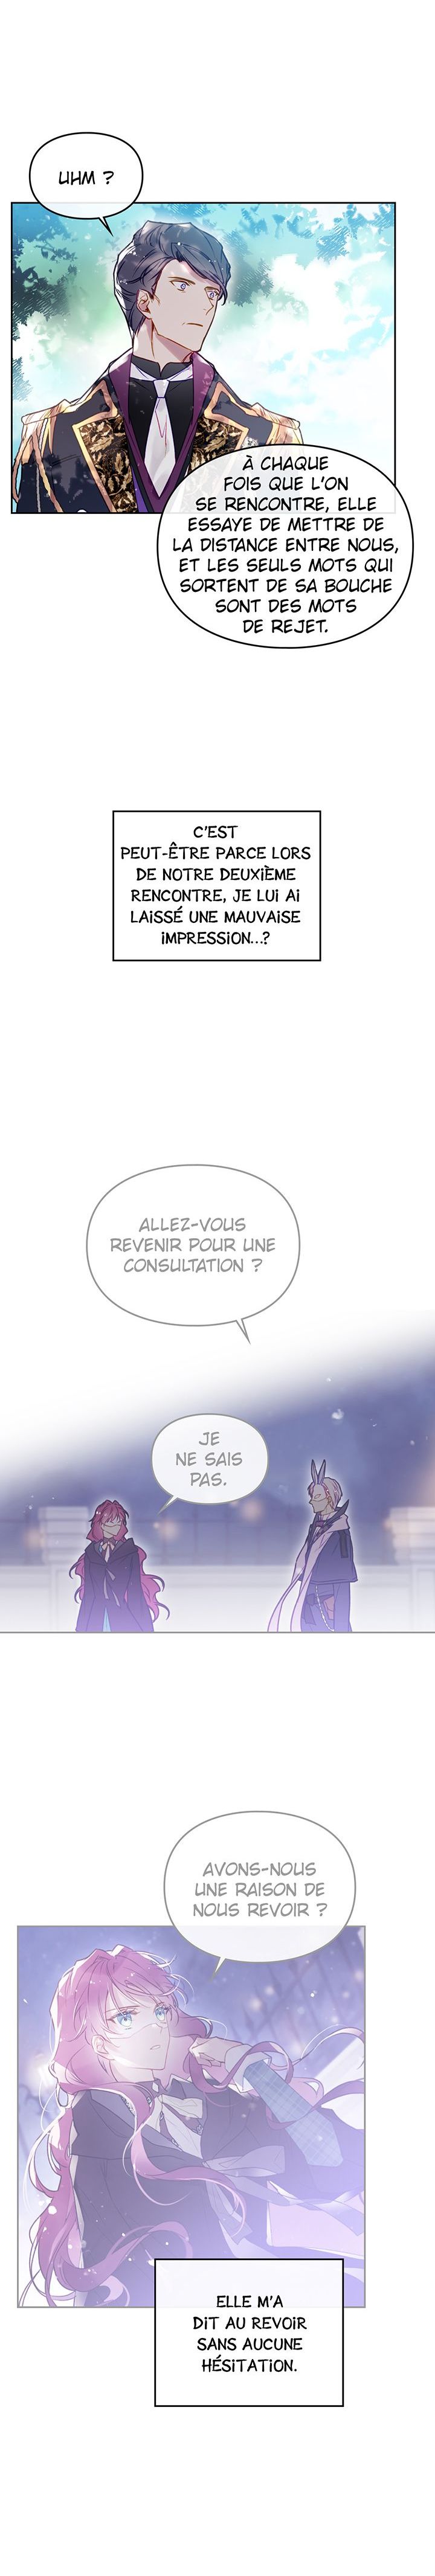 UHM ?
À CHAQUE
FOIS QUE L'ON
SE RENCONTRE, ELLE
ESSAYE DE METTRE DE
LA DISTANCE ENTRE NOUS,
ET LES SEULS MOTS QUI
SORTENT DE SA BOUCHE
SONT DES MOTS
DE REJET.
C'EST
PEUT-ÊTRE PARCE LORS
DE NOTRE DEUXIÈME
RENCONTRE, JE LUI AI
LAISSÉ UNE MAUVAISE
IMPRESSION...?
ALLEZ-VOUS
REVENIR POUR UNE
CONSULTATION ?
JE
NE SAIS
PAS.
AVONS-NOUS
UNE RAISON DE
NOUS REVOIR ?
ELLE M'A
DIT AU REVOIR
SANS AUCUNE
HÉSITATION.